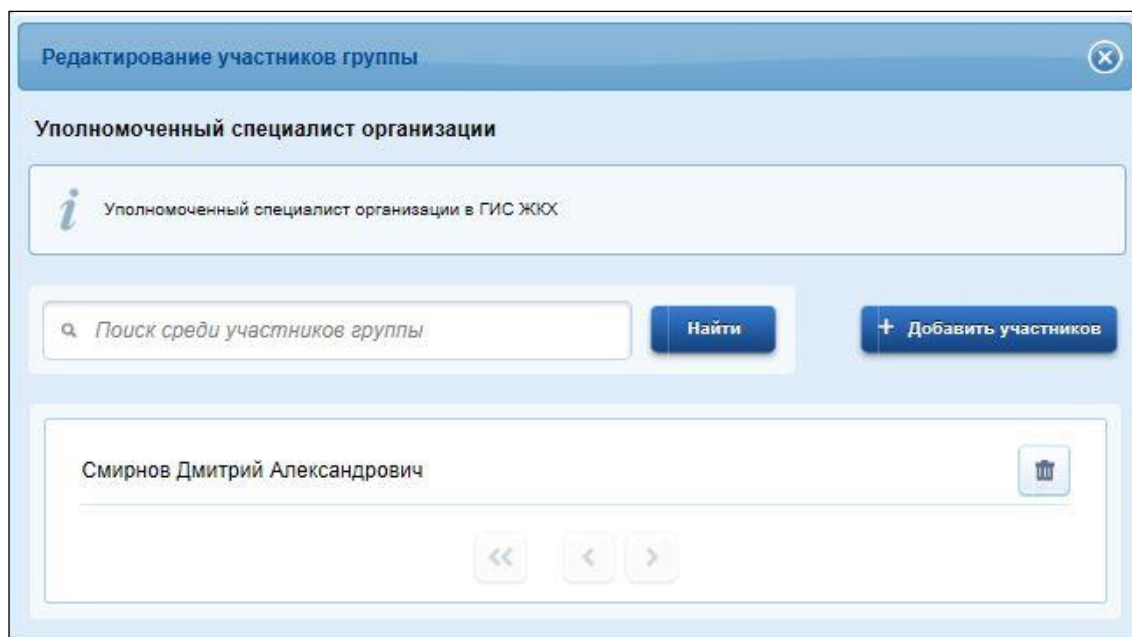 Редактирование участников группы
Уполномоченный специалист организации
Уполномоченный специалист организации в ГИС ЖКХ
Поиск среди участников группы
Найти
+ Добавить участников
Смирнов Дмитрий Александрович